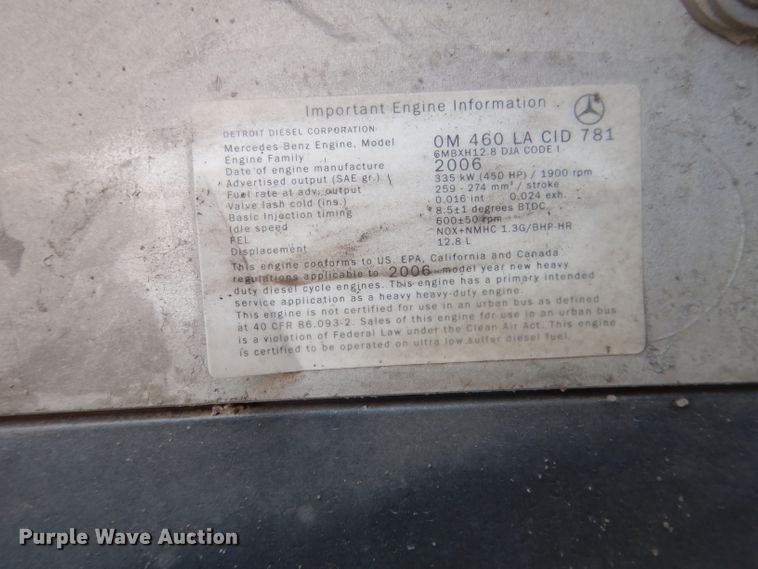 Important Engine Information
DETROIT DIESEL CORPORATION
Mercedes Benz Engine, Model OM 460 LA CID 781
Engine Family 6MBXH12.8 DJA CODE I
Date of engine manufacture 2006
Advertised output (SAE gr.) 335 kW (450 HP) / 1900 rpm
Fuel rate at adv. output 259 - 274 mm³ / stroke
Valve lash cold (ins.) 0.016 int 0.024 exh.
Basic Injection timing 8.5±1 degrees BTDC
Idle speed 600±50 rpm
FEL NOX+NMHC 1.3G/BHP-HR
Displacement 12.8 L
This engine conforms to US. EPA, California and Canada
regulations applicable to 2006 model year new heavy
duty diesel cycle engines. This engine has a primary intended
service application as a heavy heavy-duty engine.
This engine is not certified for use in an urban bus as defined
at 40 CFR 86.093-2. Sales of this engine for use in an urban bus
is a violation of Federal Law under the Clean Air Act. This engine
is certified to be operated on ultra low sulfer diesel fuel.
Purple Wave Auction